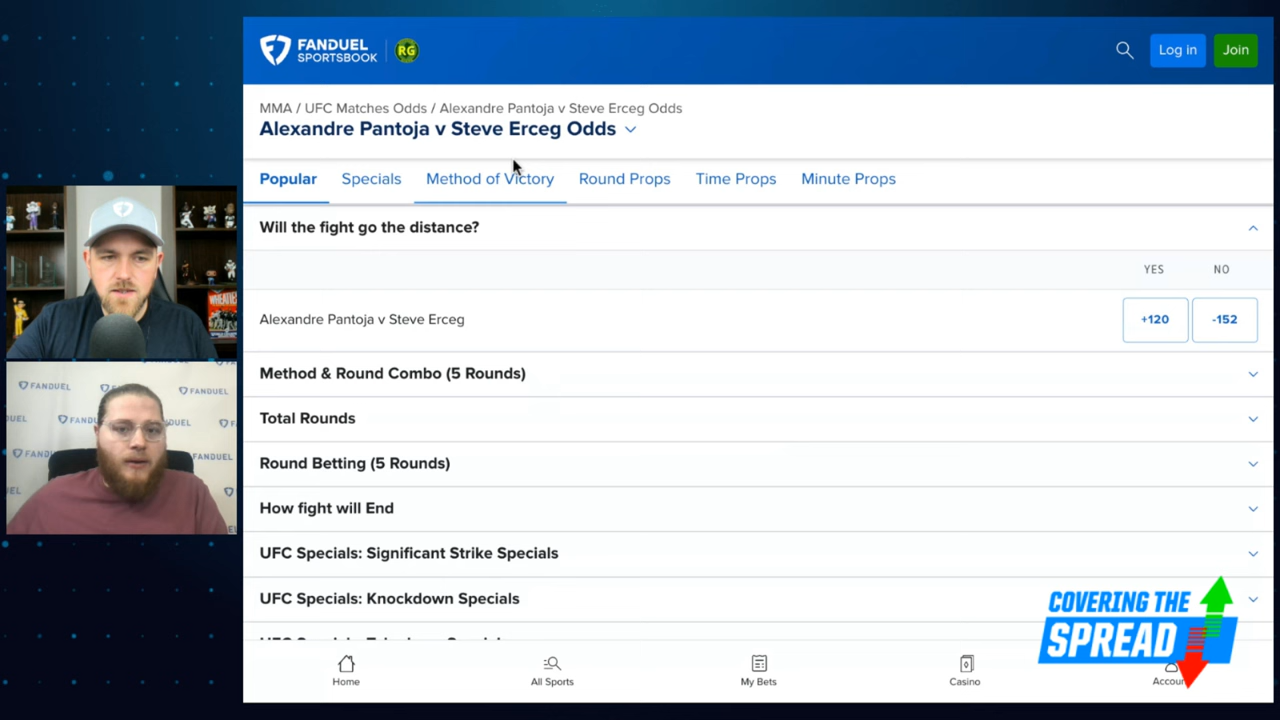 FANDUEL
SPORTSBOOK
RG
Log in
Join
MMA / UFC Matches Odds / Alexandre Pantoja v Steve Erceg Odds
Alexandre Pantoja v Steve Erceg Odds
Popular
Specials
Method of Victory
Round Props
Time Props
Minute Props
Will the fight go the distance?
YES
NO
Alexandre Pantoja v Steve Erceg
+120
-152
Method & Round Combo (5 Rounds)
Total Rounds
Round Betting (5 Rounds)
How fight will End
UFC Specials: Significant Strike Specials
UFC Specials: Knockdown Specials
Home
All Sports
My Bets
Casino
COVERING THE
SPREAD
WHEATIES
FANDUEL
FANDUEL
FANDUEL